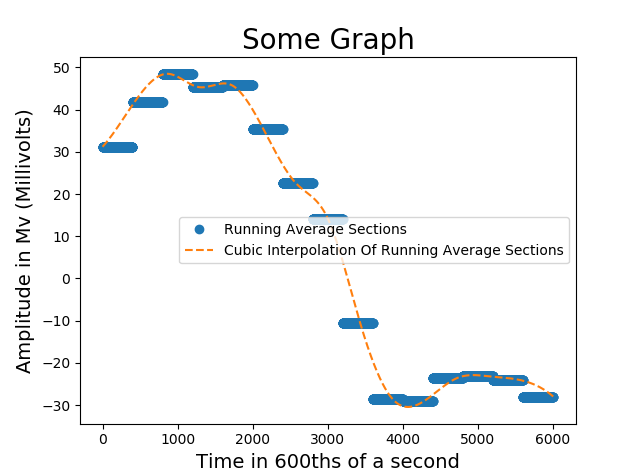 Some Graph
Amplitude in Mv (Millivolts)
50
40
30
20
10
0
−10
−20
−30
Running Average Sections
Cubic Interpolation Of Running Average Sections
0 1000 2000 3000 4000 5000 6000
Time in 600ths of a second